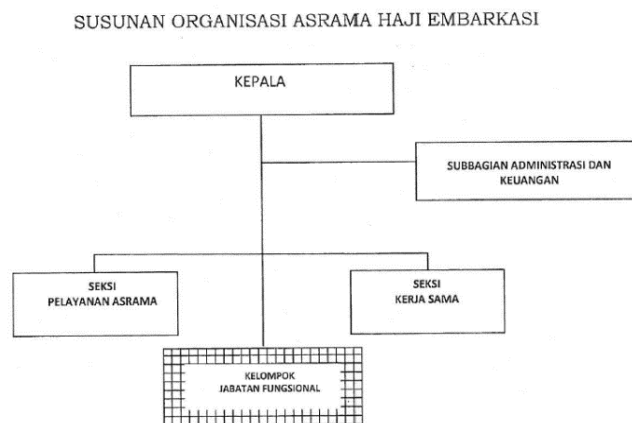 SUSUNAN ORGANISASI ASRAMA HAJI EMBARKASI
KEPALA
SUBBAGIAN ADMINISTRASI DAN
KEUANGAN
SEKSI
PELAYANAN ASRAMA
SEKSI
KERJA SAMA
KELOMPOK
JABATAN FUNGSIONAL